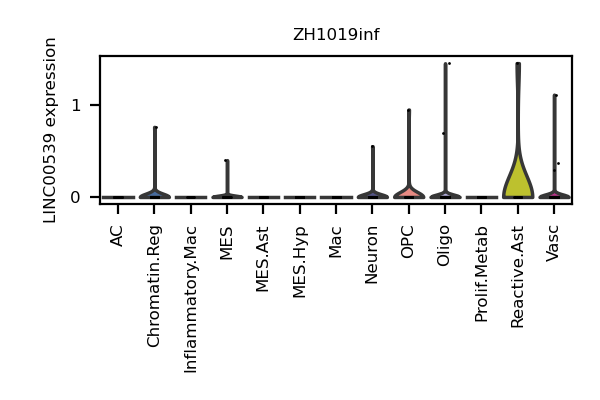 ZH1019inf
LINC00539 expression
1
0
AC
Chromatin.Reg
Inflammatory.Mac
MES
MES.Ast
MES.Hyp
Mac
Neuron
OPC
Oligo
Prolif.Metab
Reactive.Ast
Vasc